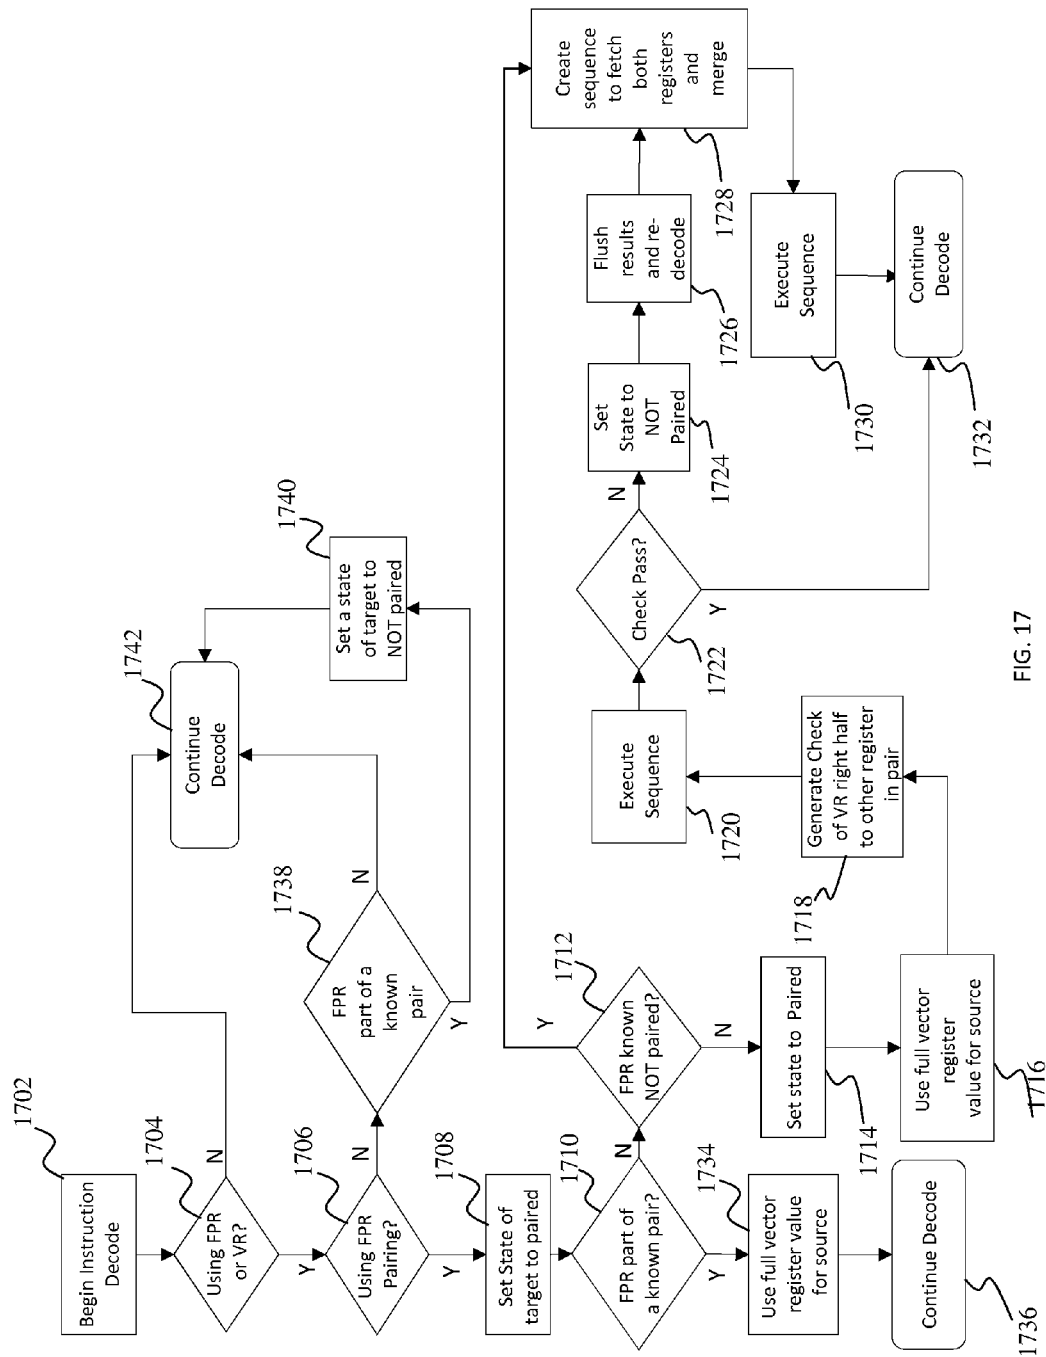 1702
Begin Instruction
Decode
1704
Using FPR
or VR?
N
Y
1706
Using FPR
Pairing?
N
Y
1738
FPR
part of a
known
pair
N
Y
1740
Set a state
of target to
NOT paired
1742
Continue
Decode
1708
Set State of
target to paired
1710
FPR part of
a known pair?
N
Y
1734
Use full vector
register value
for source
Continue Decode
1736
1712
FPR known
NOT paired?
Y
N
Set state to Paired
1714
Use full vector
register
value for source
1716
Generate Check
of VR right half
to other register
in pair
1718
Execute
Sequence
1720
Check Pass?
1722
N
Y
Set
State to
NOT
Paired
1724
Flush
results
and re-
decode
1726
Create
sequence
to fetch
both
registers
and
merge
1728
Execute
Sequence
1730
Continue
Decode
1732
FIG. 17